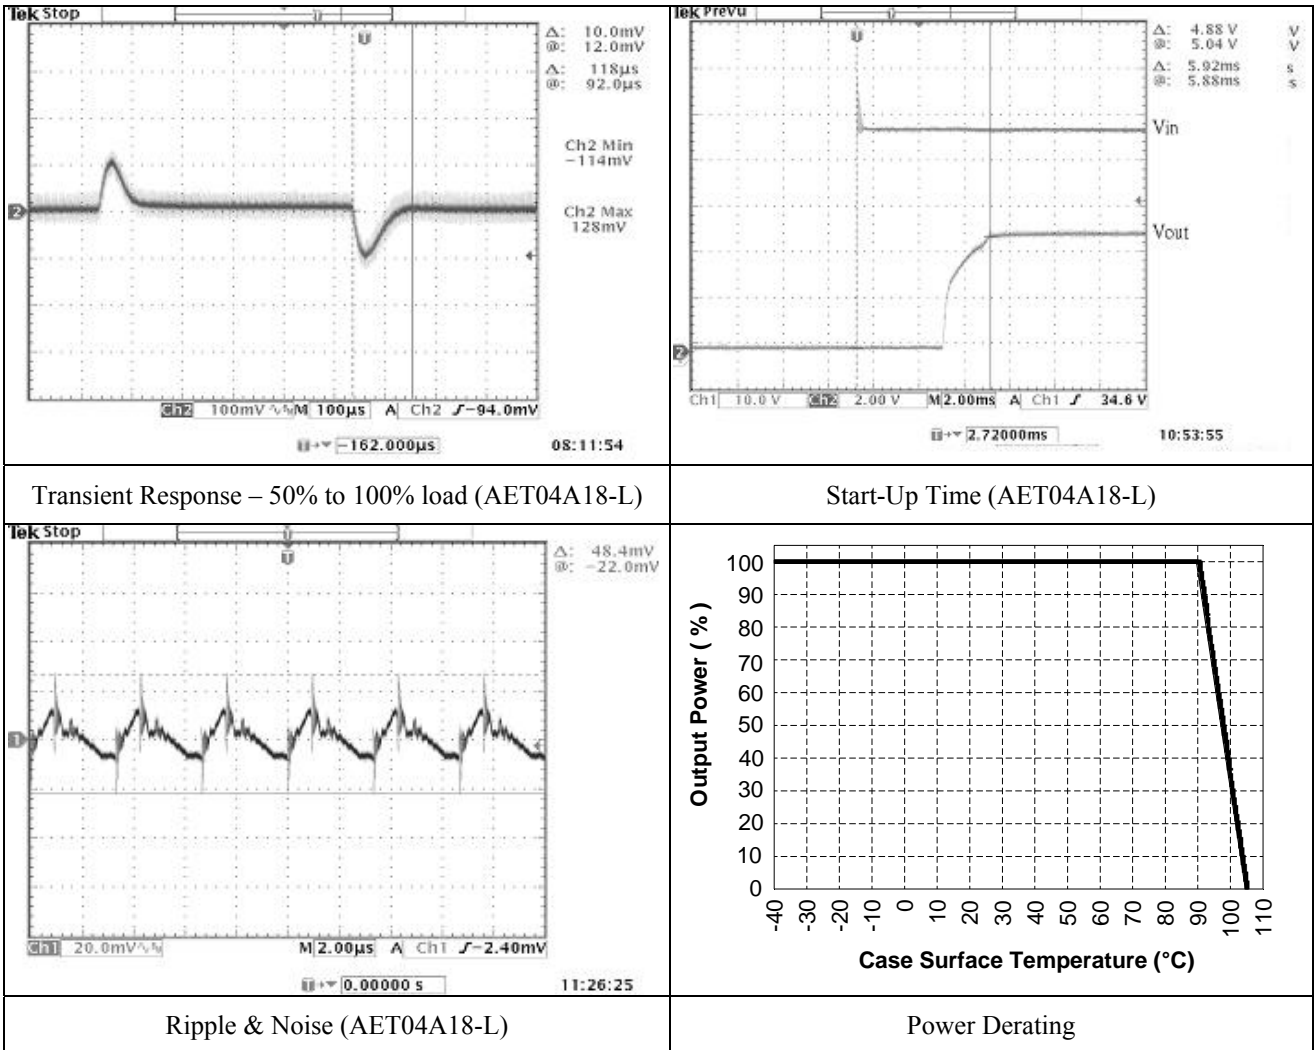 Tek Stop
Δ: 10.0mV
@: 12.0mV
Δ: 118µs
@: 92.0µs
Ch2 Min
−114mV
Ch2 Max
128mV
2
Ch2 100mV M 100µs A Ch2 −94.0mV
−162.000µs
08:11:54
Transient Response – 50% to 100% load (AET04A18-L)
Tek PreVu
Δ: 4.88 V V
@: 5.04 V V
Δ: 5.92ms s
@: 5.88ms s
Vin
Vout
2
Ch1 10.0 V Ch2 2.00 V M 2.00ms A Ch1 34.6 V
2.72000ms
10:53:55
Start-Up Time (AET04A18-L)
Tek Stop
Δ: 48.4mV
@: −22.0mV
1
Ch1 20.0mV M 2.00µs A Ch1 −2.40mV
0.00000 s
11:26:25
Ripple & Noise (AET04A18-L)
Output Power ( % )
100
90
80
70
60
50
40
30
20
10
0
-40 -30 -20 -10 0 10 20 30 40 50 60 70 80 90 100 110
Case Surface Temperature (°C)
Power Derating